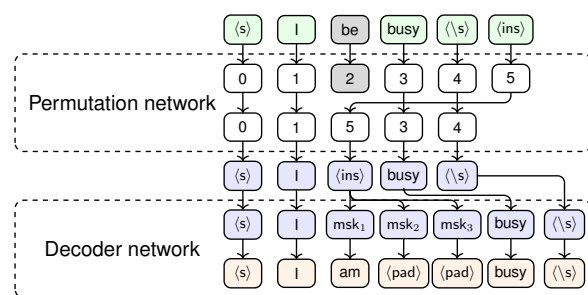 ⟨s⟩ I be busy ⟨\s⟩ ⟨ins⟩
0 1 2 3 4 5
Permutation network
0 1 5 3 4
⟨s⟩ I ⟨ins⟩ busy ⟨\s⟩
⟨s⟩ I msk₁ msk₂ msk₃ busy ⟨\s⟩
Decoder network
⟨s⟩ I am ⟨pad⟩ ⟨pad⟩ busy ⟨\s⟩